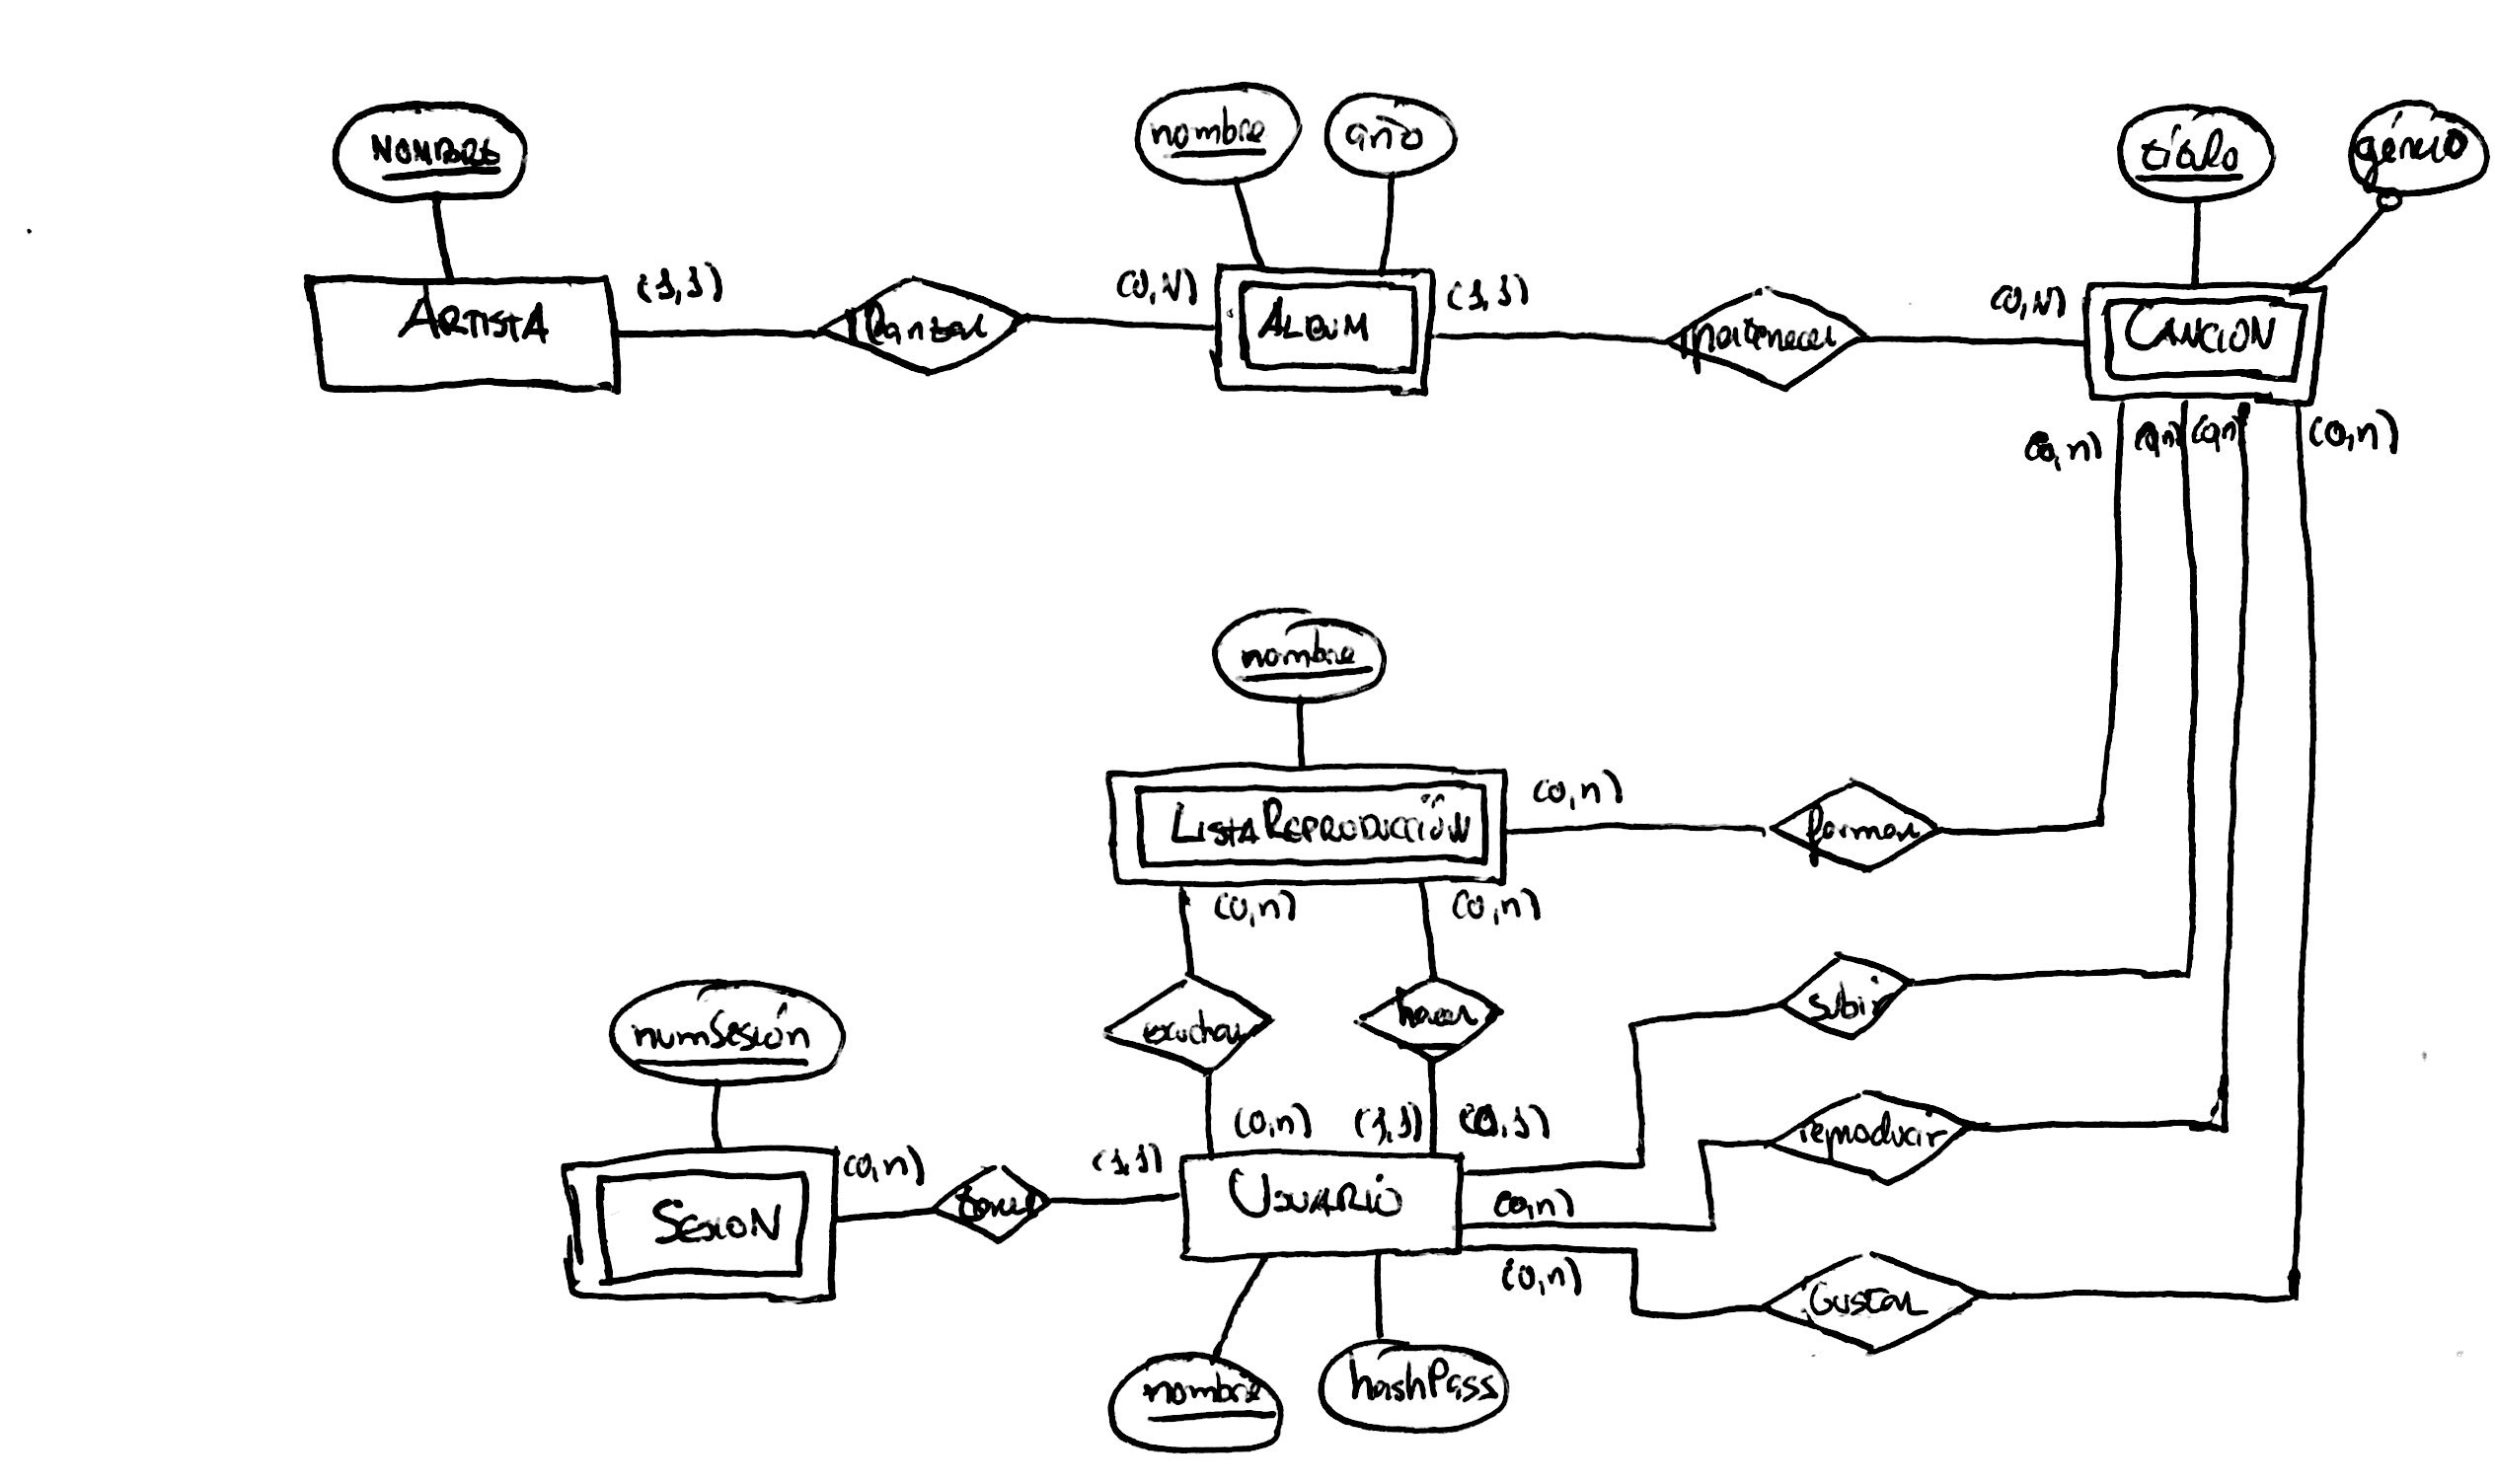 NOMBRE
nombre
año
título
género
ARTISTA
(1,1)
lanzar
(0,N)
ALBUM
(1,1)
pertenecer
(0,N)
CANCION
(0,n)
(0,n)
(0,n)
(0,n)
nombre
LISTAREPRODUCCIÓN
(0,n)
formar
(0,n)
(0,n)
numSesión
escuchar
hacer
subir
(0,n)
(1,1)
(0,1)
reproducir
SESION
(0,n)
tener
(1,1)
USUARIO
(0,n)
(0,n)
Gustar
nombre
hashPass